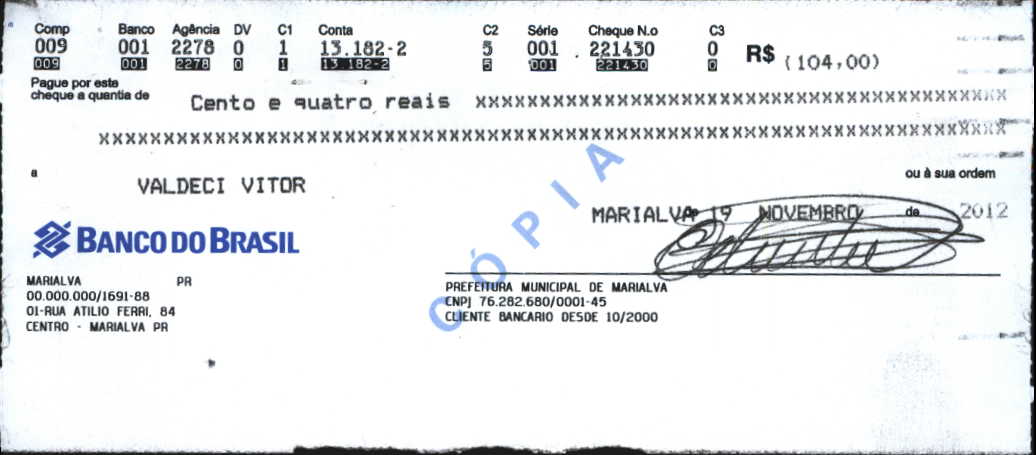 Comp Banco Agência DV C1 Conta C2 Série Cheque N.o C3
009 001 2278 0 1 13.182-2 5 001 221430 0 R$ (104,00)
009 001 2278 0 1 13 182-2 5 001 221430 0
Pague por este
cheque a quantia de Cento e quatro reais xxxxxxxxxxxxxxxxxxxxxxxxxxxxxxxxxxxxxxxxx
xxxxxxxxxxxxxxxxxxxxxxxxxxxxxxxxxxxxxxxxxxxxxxxxxxxxxxxxxxxxxxxxxxxxxx
a VALDECI VITOR ou à sua ordem
MARIALVA 19 NOVEMBRO de 2012
BANCO DO BRASIL
MARIALVA PR
00.000.000/1691-88
01-RUA ATILIO FERRI, 84
CENTRO - MARIALVA PR
PREFEITURA MUNICIPAL DE MARIALVA
CNPJ 76.282.680/0001-45
CLIENTE BANCARIO DESDE 10/2000
CÓPIA